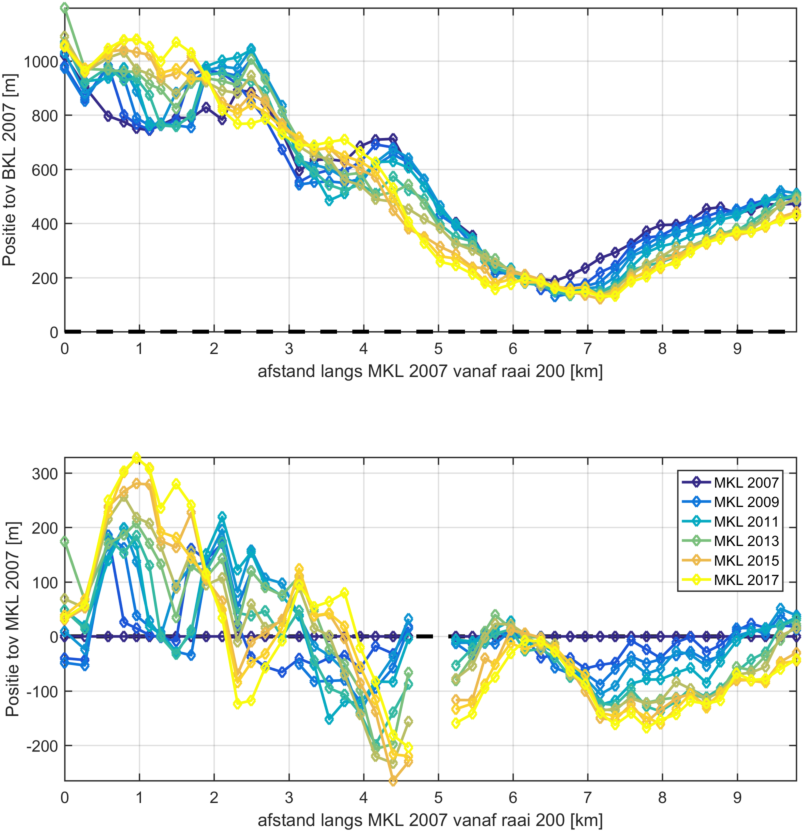 Positie tov BKL 2007 [m]
1000
800
600
400
200
0
0 1 2 3 4 5 6 7 8 9
afstand langs MKL 2007 vanaf raai 200 [km]
Positie tov MKL 2007 [m]
300
200
100
0
-100
-200
MKL 2007
MKL 2009
MKL 2011
MKL 2013
MKL 2015
MKL 2017
0 1 2 3 4 5 6 7 8 9
afstand langs MKL 2007 vanaf raai 200 [km]